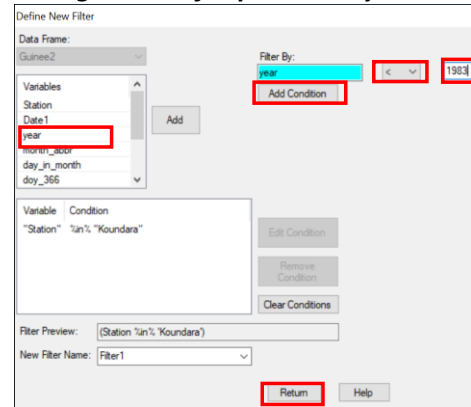 Define New Filter
Data Frame:
Guinee2
Filter By:
year
<
1983
Add Condition
Variables
Station
Date1
year
month_abbr
day_in_month
doy_366
Add
Variable Condition
"Station" %in% "Koundara"
Edit Condition
Remove
Condition
Clear Conditions
Filter Preview: (Station %in% 'Koundara')
New Filter Name: Filter1
Return Help